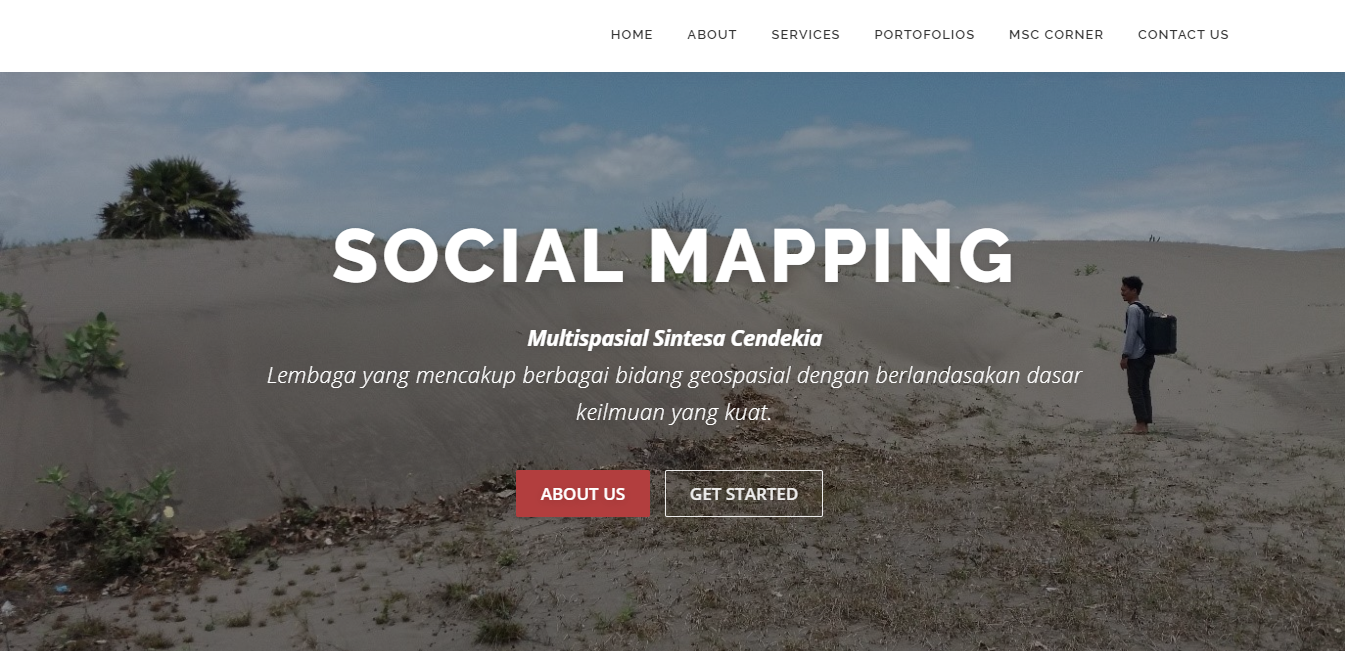 HOME ABOUT SERVICES PORTOFOLIOS MSC CORNER CONTACT US
SOCIAL MAPPING
Multispasial Sintesa Cendekia
Lembaga yang mencakup berbagai bidang geospasial dengan berlandasakan dasar
keilmuan yang kuat.
ABOUT US GET STARTED